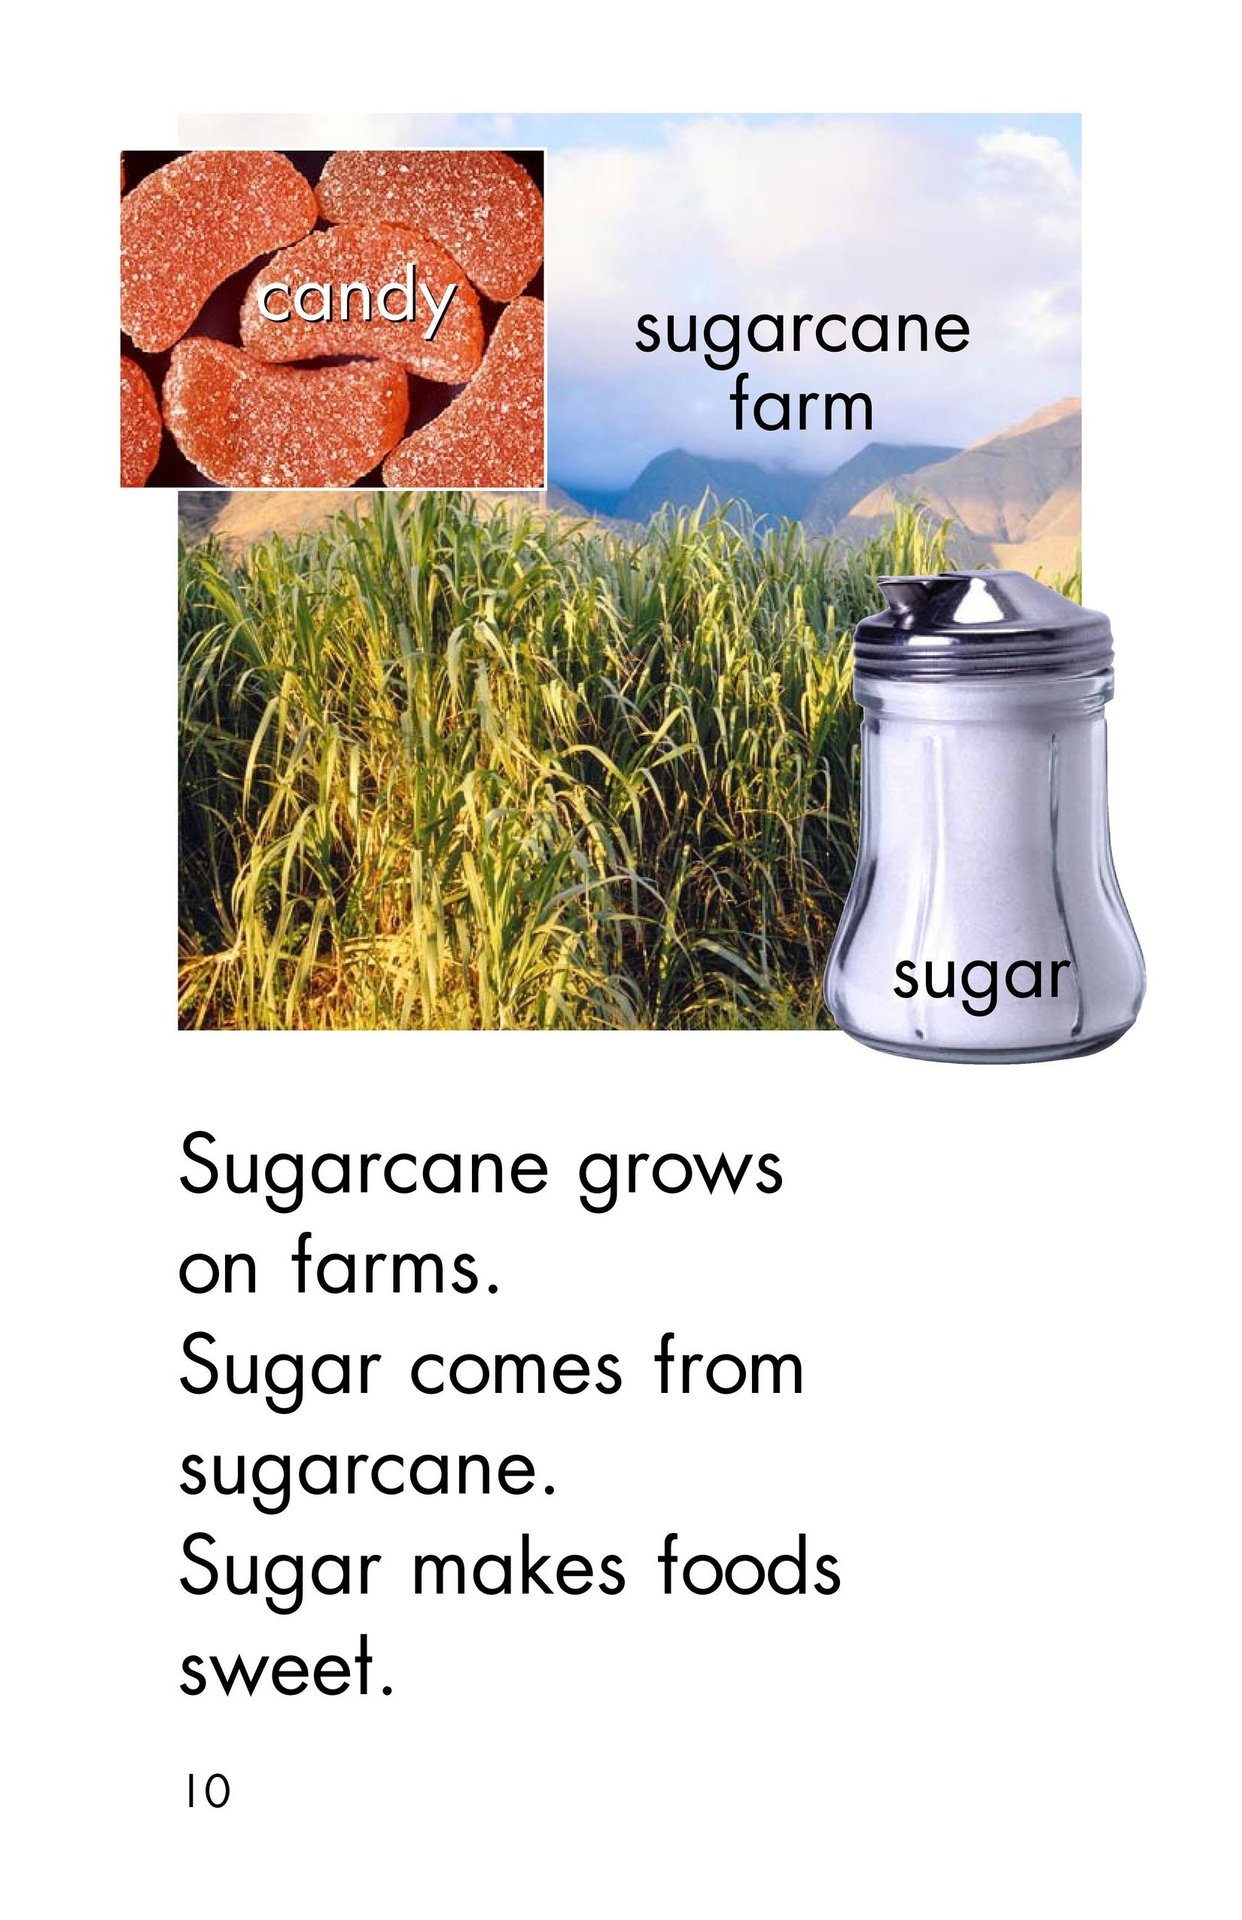 candy
sugarcane
farm
sugar
Sugarcane grows
on farms.
Sugar comes from
sugarcane.
Sugar makes foods
sweet.
10